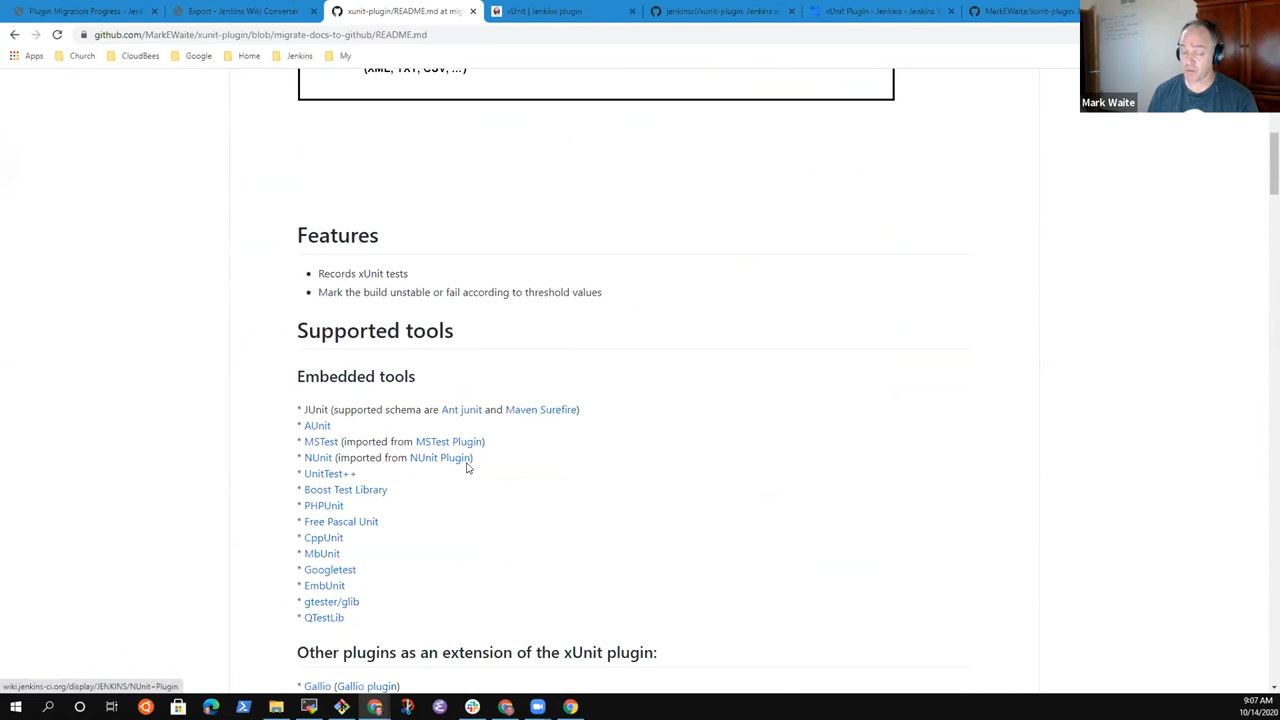 Plugin Migration Progress - Jenk
Export - Jenkins Wiki Converter
xunit-plugin/README.md at mig
xUnit | Jenkins plugin
jenkinsci/xunit-plugin: Jenkins x
xUnit Plugin - Jenkins - Jenkins V
MarkEWaite/xunit-plugin:
github.com/MarkEWaite/xunit-plugin/blob/migrate-docs-to-github/README.md
Apps Church CloudBees Google Home Jenkins My
Mark Waite
(XML, TXT, CSV, ...)
Features
• Records xUnit tests
• Mark the build unstable or fail according to threshold values
Supported tools
Embedded tools
* JUnit (supported schema are Ant junit and Maven Surefire)
* AUnit
* MSTest (imported from MSTest Plugin)
* NUnit (imported from NUnit Plugin)
* UnitTest++
* Boost Test Library
* PHPUnit
* Free Pascal Unit
* CppUnit
* MbUnit
* Googletest
* EmbUnit
* gtester/glib
* QTestLib
Other plugins as an extension of the xUnit plugin:
* Gallio (Gallio plugin)
wiki.jenkins-ci.org/display/JENKINS/NUnit+Plugin
9:07 AM
10/14/2020